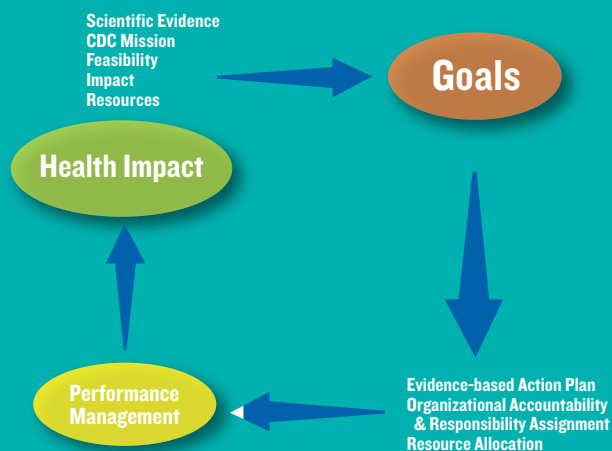 Scientific Evidence
CDC Mission
Feasibility
Impact
Resources
Goals
Health Impact
Performance
Management
Evidence-based Action Plan
Organizational Accountability
& Responsibility Assignment
Resource Allocation